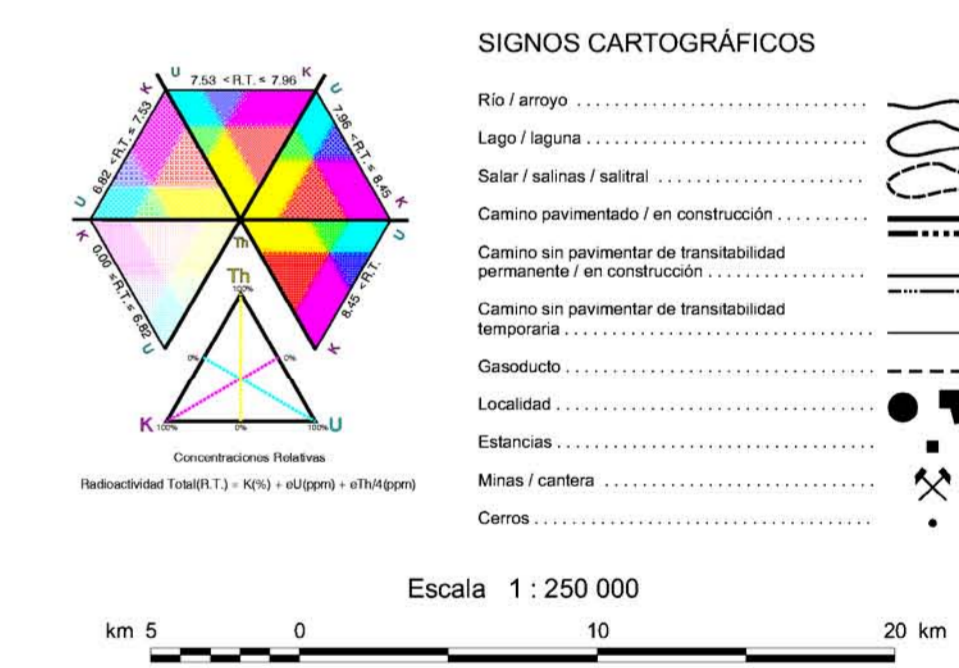 U 7.53 < R.T. ≤ 7.96 K
K 6.82 < R.T. ≤ 7.53 U
U 7.96 < R.T. ≤ 8.45 K
K 0.00 ≤ R.T. ≤ 6.82 U
U 8.45 < R.T. K
Th
Th
100%
0% 0%
K 100% 0% 100% U
Concentraciones Relativas
Radioactividad Total(R.T.) = K(%) + eU(ppm) + eTh/4(ppm)
SIGNOS CARTOGRÁFICOS
Río / arroyo
Lago / laguna
Salar / salinas / salitral
Camino pavimentado / en construcción
Camino sin pavimentar de transitabilidad
permanente / en construcción
Camino sin pavimentar de transitabilidad
temporaria
Gasoducto
Localidad
Estancias
Minas / cantera
Cerros
Escala 1 : 250 000
km 5 0 10 20 km